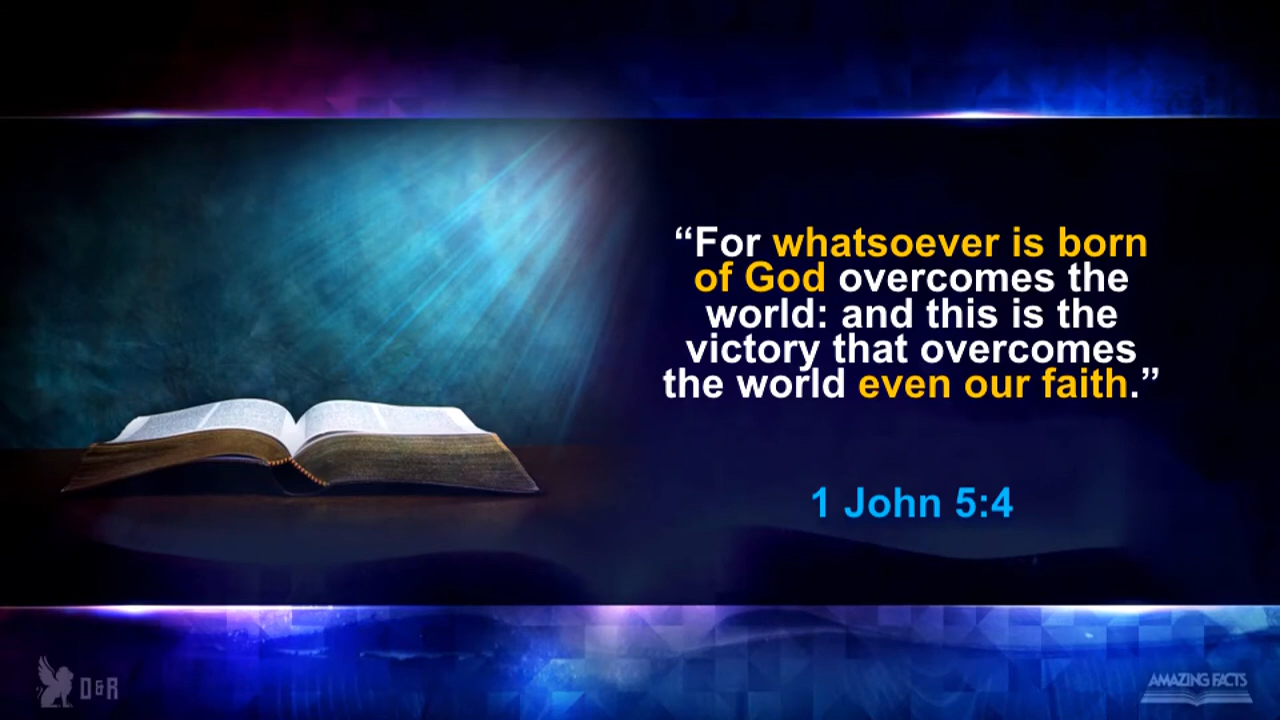 “For whatsoever is born
of God overcomes the
world: and this is the
victory that overcomes
the world even our faith.”
1 John 5:4
D&R
AMAZING FACTS